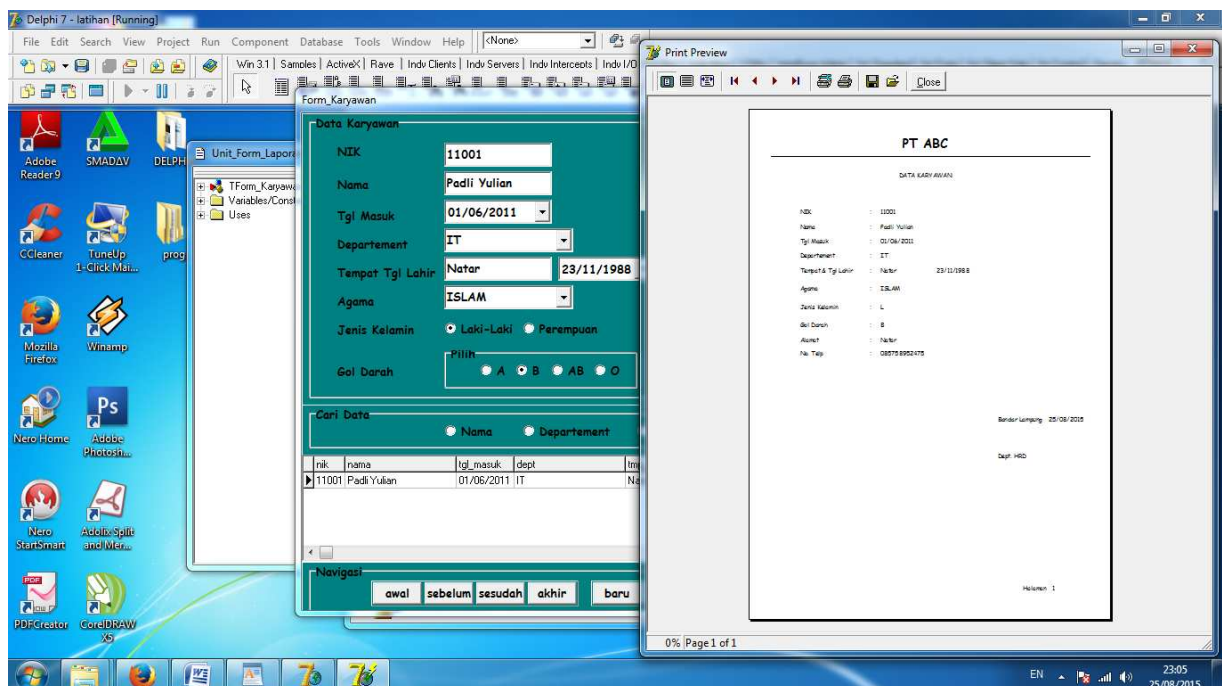 Delphi 7 - latihan [Running]
File Edit Search View Project Run Component Database Tools Window Help <None>
Win 3.1 Samples ActiveX Rave Indy Clients Indy Servers Indy Intercepts Indy I/O
Adobe Reader 9
SMADΔV
DELPH
CCleaner
TuneUp 1-Click Mai...
prog
Mozilla Firefox
Winamp
Nero Home
Adobe Photosh...
Nero StartSmart
Adolix Split and Mer...
PDFCreator
CorelDRAW X5
Unit_Form_Lapora
TForm_Karyawa
Variables/Const
Uses
Form_Karyawan
Data Karyawan
NIK 11001
Nama Padli Yulian
Tgl Masuk 01/06/2011
Departement IT
Tempat Tgl Lahir Natar 23/11/1988
Agama ISLAM
Jenis Kelamin Laki-Laki Perempuan
Pilih
Gol Darah A B AB O
Cari Data
Nama Departement
nik nama tgl_masuk dept tm
11001 Padli Yulian 01/06/2011 IT Na
Navigasi
awal sebelum sesudah akhir baru
Print Preview
Close
PT ABC
DATA KARYAWAN
NIK : 11001
Nama : Padli Yulian
Tgl Masuk : 01/06/2011
Departement : IT
Tempat & Tgl Lahir : Natar 23/11/1988
Agama : ISLAM
Jenis Kelamin : L
Gol Darah : B
Alamat : Natar
No. Telp : 085758952475
Bandar Lampung 25/08/2015
Dept. HRD
Halaman 1
0% Page 1 of 1
EN
23:05
25/08/2015